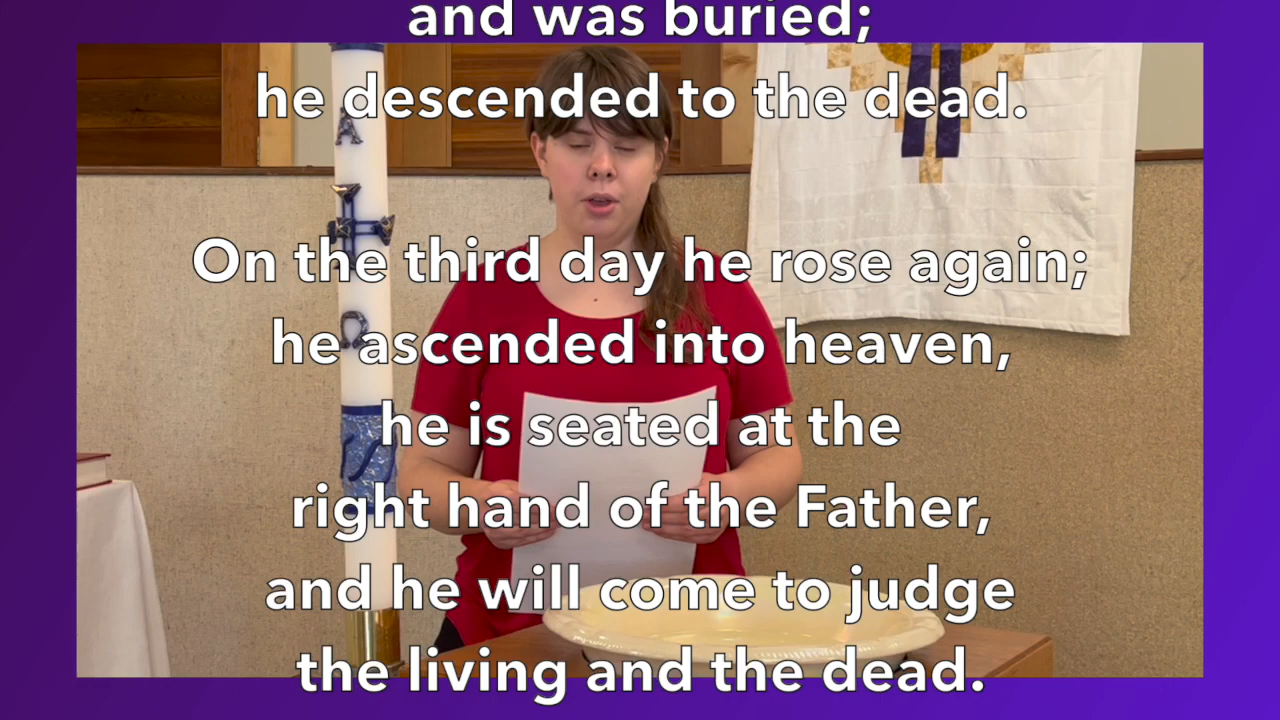 and was buried;
he descended to the dead.
On the third day he rose again;
he ascended into heaven,
he is seated at the
right hand of the Father,
and he will come to judge
the living and the dead.
Α
Ω